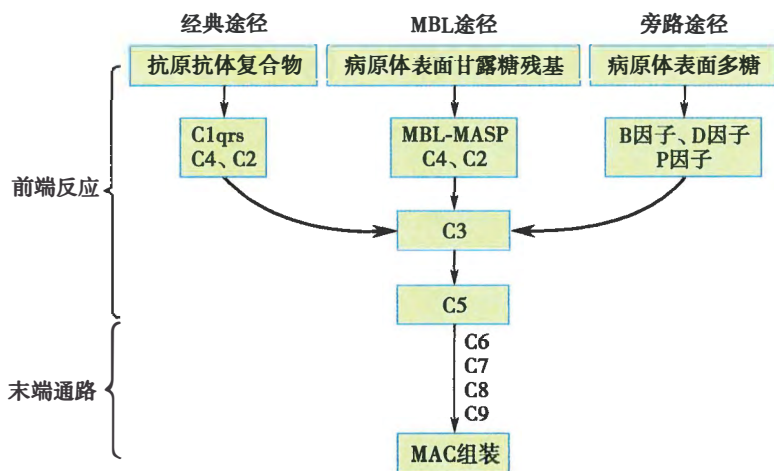 经典途径
MBL途径
旁路途径
抗原抗体复合物
病原体表面甘露糖残基
病原体表面多糖
C1qrs
C4、C2
MBL-MASP
C4、C2
B因子、D因子
P因子
前端反应
C3
C5
C6
C7
C8
C9
末端通路
MAC组装